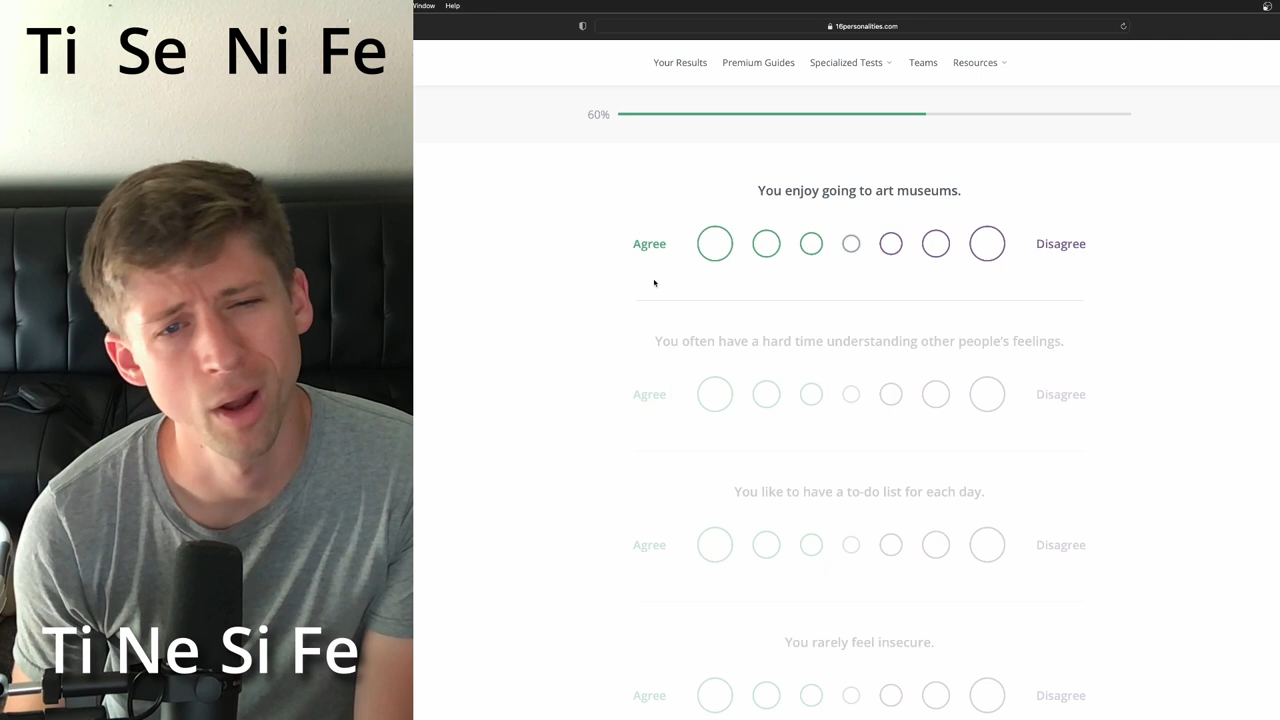 Ti Se Ni Fe
Ti Ne Si Fe
Window Help
16personalities.com
Your Results Premium Guides Specialized Tests Teams Resources
60%
You enjoy going to art museums.
Agree Disagree
You often have a hard time understanding other people's feelings.
Agree Disagree
You like to have a to-do list for each day.
Agree Disagree
You rarely feel insecure.
Agree Disagree